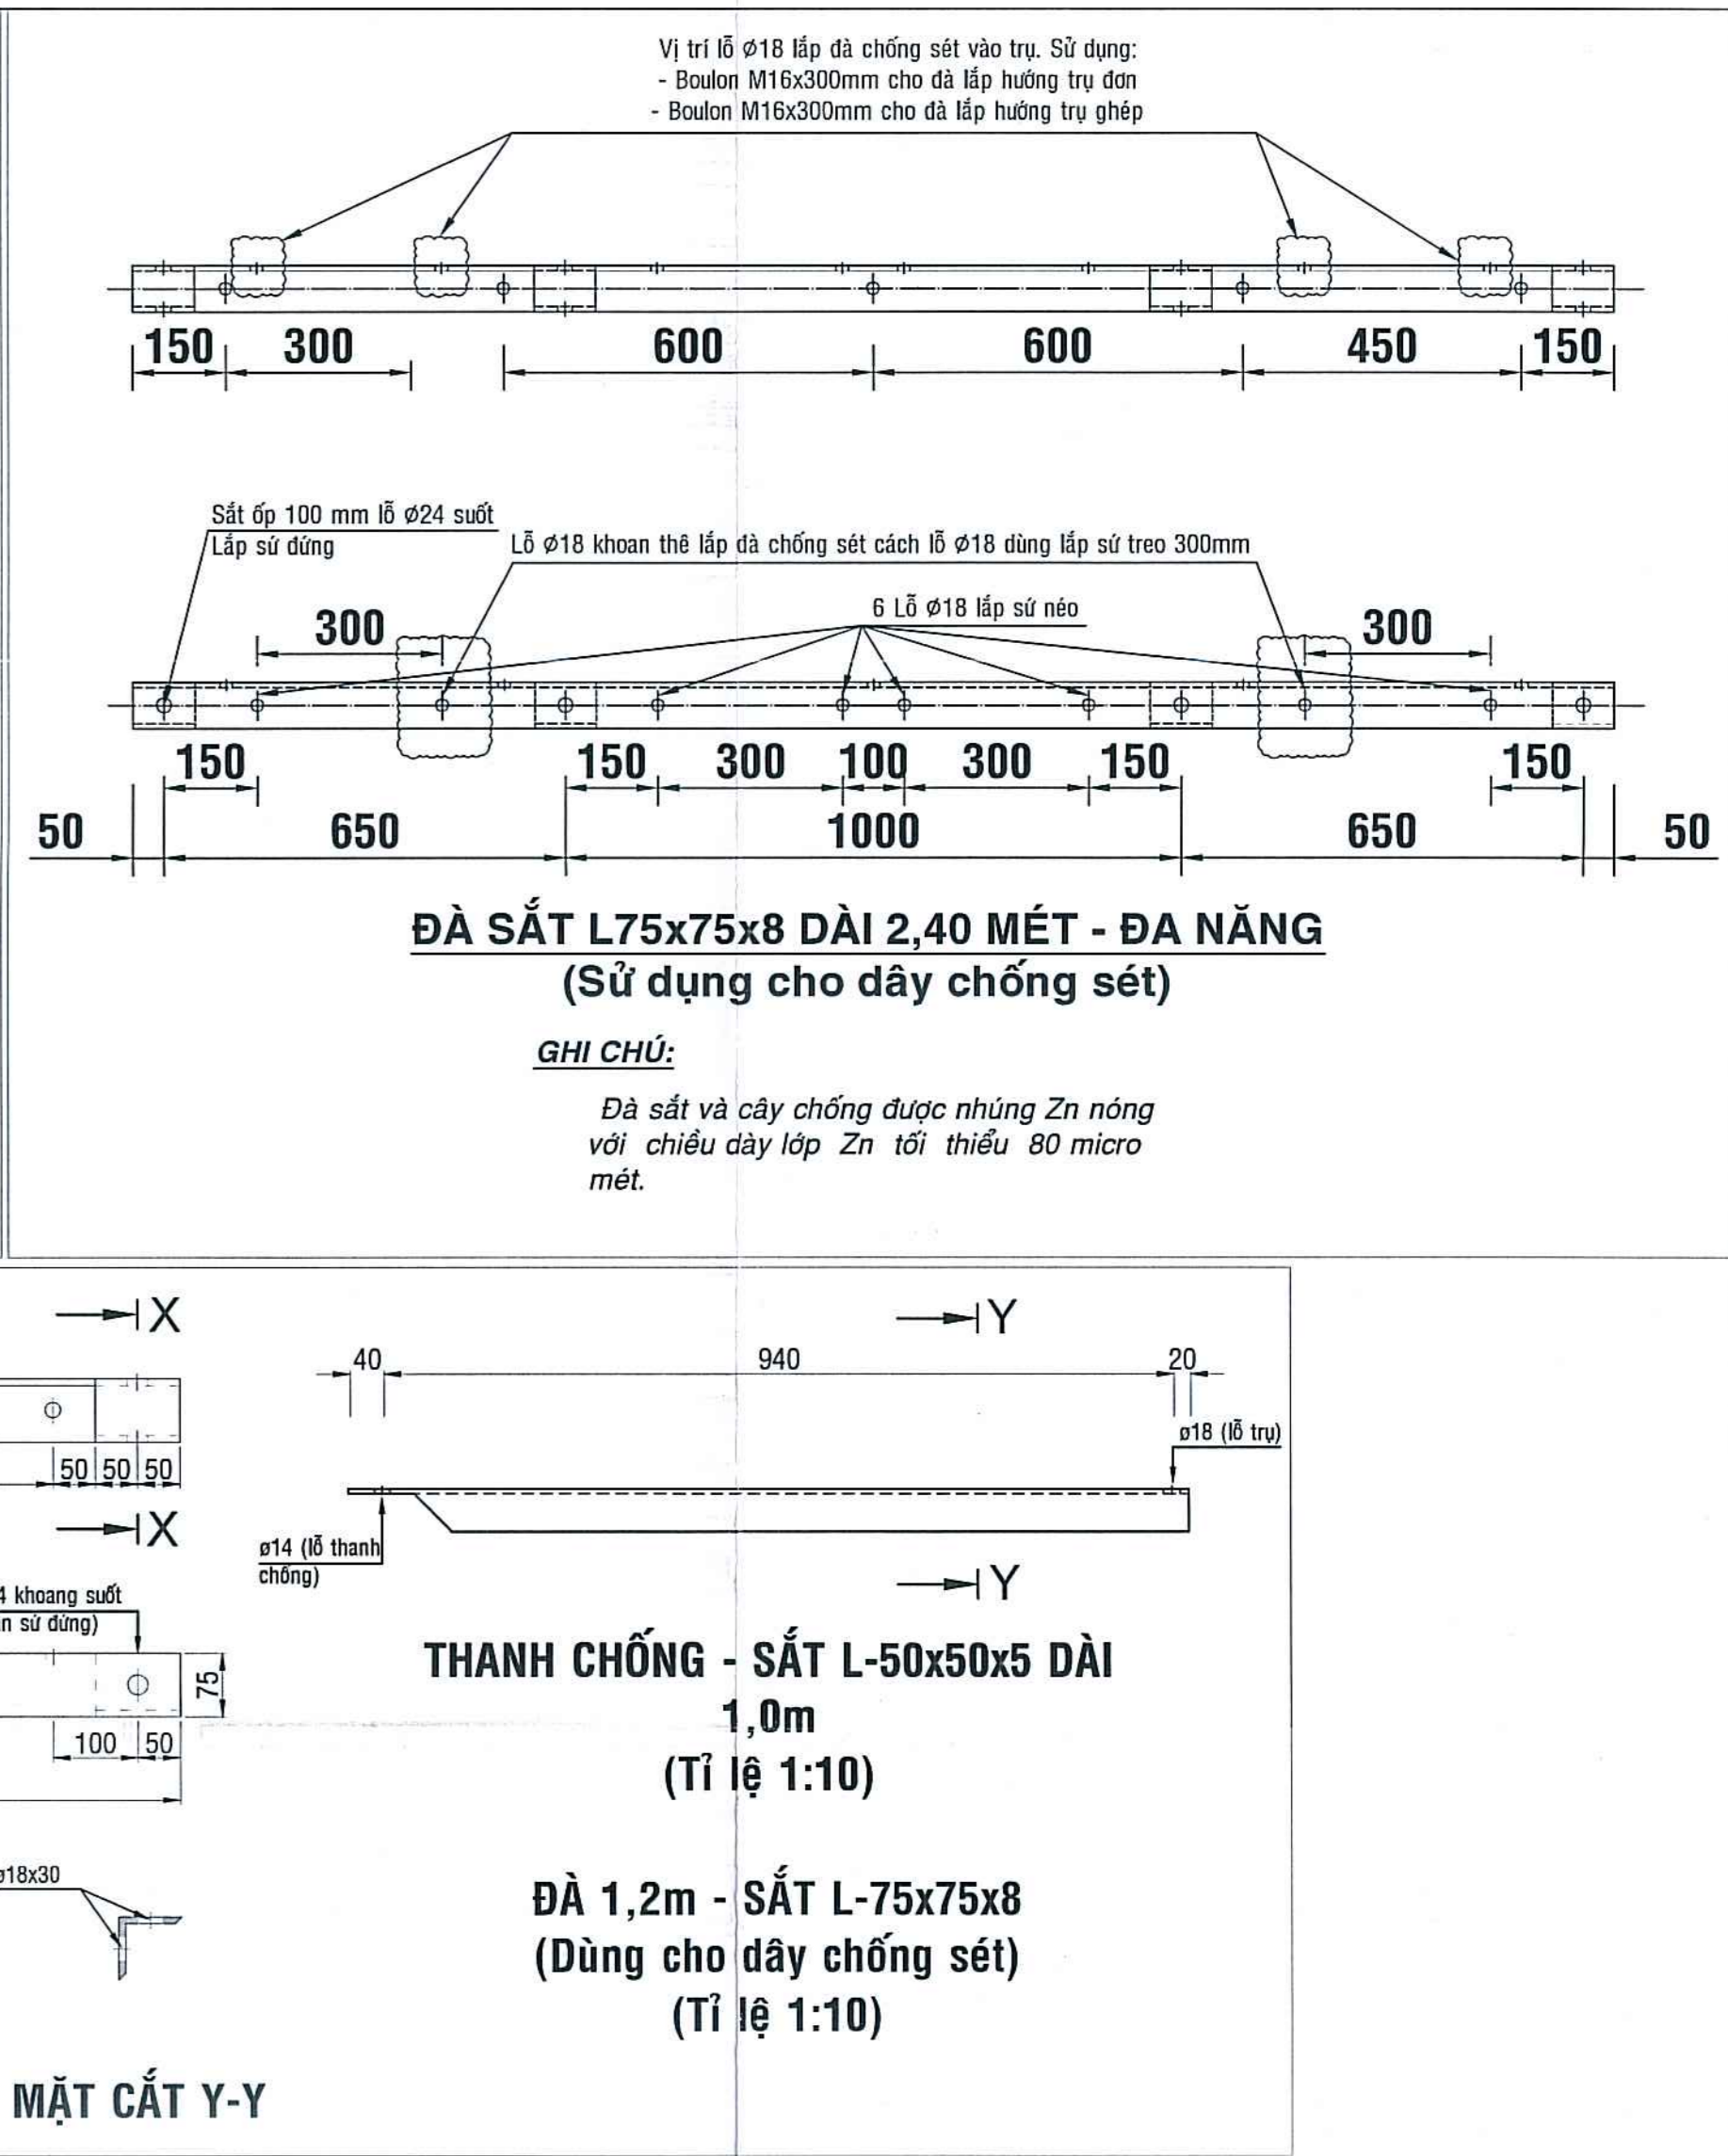 Vị trí lỗ Ø18 lắp đà chống sét vào trụ. Sử dụng:
- Boulon M16x300mm cho đà lắp hướng trụ đơn
- Boulon M16x300mm cho đà lắp hướng trụ ghép
150 300 600 600 450 150
Sắt ốp 100 mm lỗ Ø24 suốt
Lắp sứ đứng
Lỗ Ø18 khoan thê lắp đà chống sét cách lỗ Ø18 dùng lắp sứ treo 300mm
6 Lỗ Ø18 lắp sứ néo
300 300
150 150 300 100 300 150 150
50 650 1000 650 50
ĐÀ SẮT L75x75x8 DÀI 2,40 MÉT - ĐA NĂNG
(Sử dụng cho dây chống sét)
GHI CHÚ:
Đà sắt và cây chống được nhúng Zn nóng
với chiều dày lớp Zn tối thiểu 80 micro
mét.
X
50 50 50
X
4 khoang suốt
sứ đứng)
75
100 50
ø18x30
MẶT CẮT Y-Y
Y
40 940 20
ø18 (lỗ trụ)
ø14 (lỗ thanh
chống)
Y
THANH CHỐNG - SẮT L-50x50x5 DÀI
1,0m
(Tỉ lệ 1:10)
ĐÀ 1,2m - SẮT L-75x75x8
(Dùng cho dây chống sét)
(Tỉ lệ 1:10)